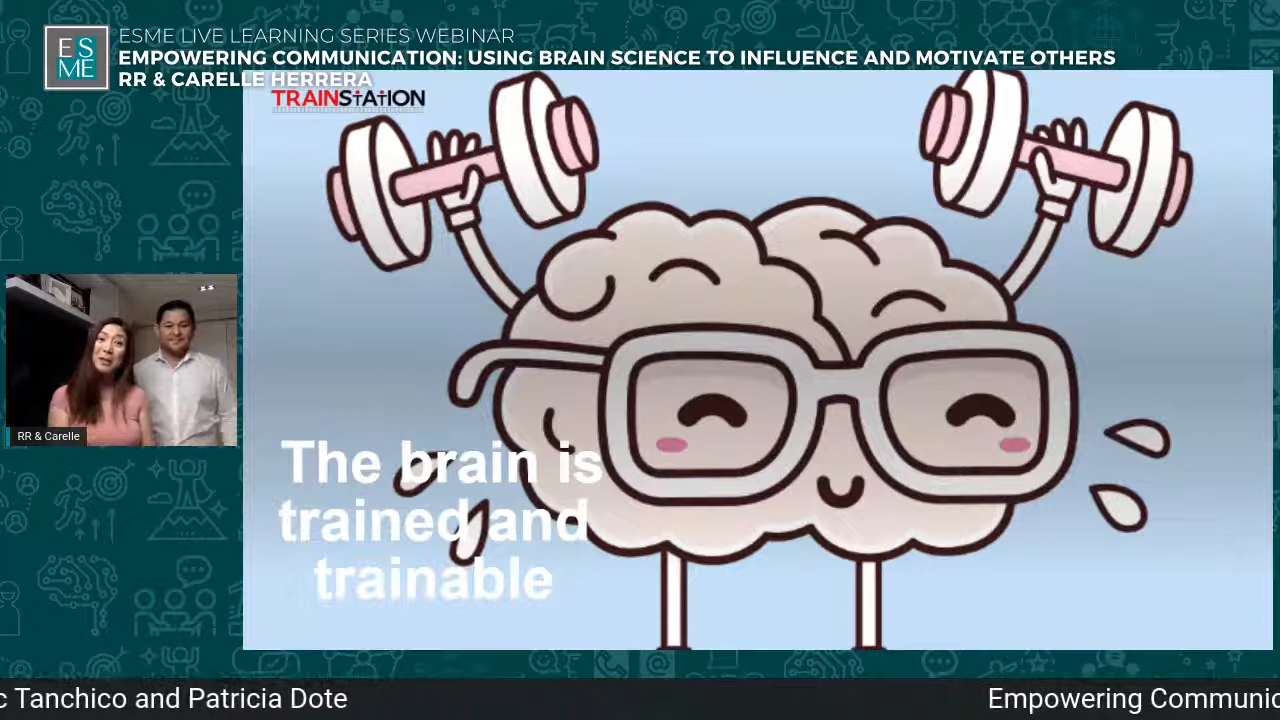 ES
ME
ESME LIVE LEARNING SERIES WEBINAR
EMPOWERING COMMUNICATION: USING BRAIN SCIENCE TO INFLUENCE AND MOTIVATE OTHERS
RR & CARELLE HERRERA
TRAINSTATION
RR & Carelle
The brain is
trained and
trainable
c Tanchico and Patricia Dote
Empowering Communic